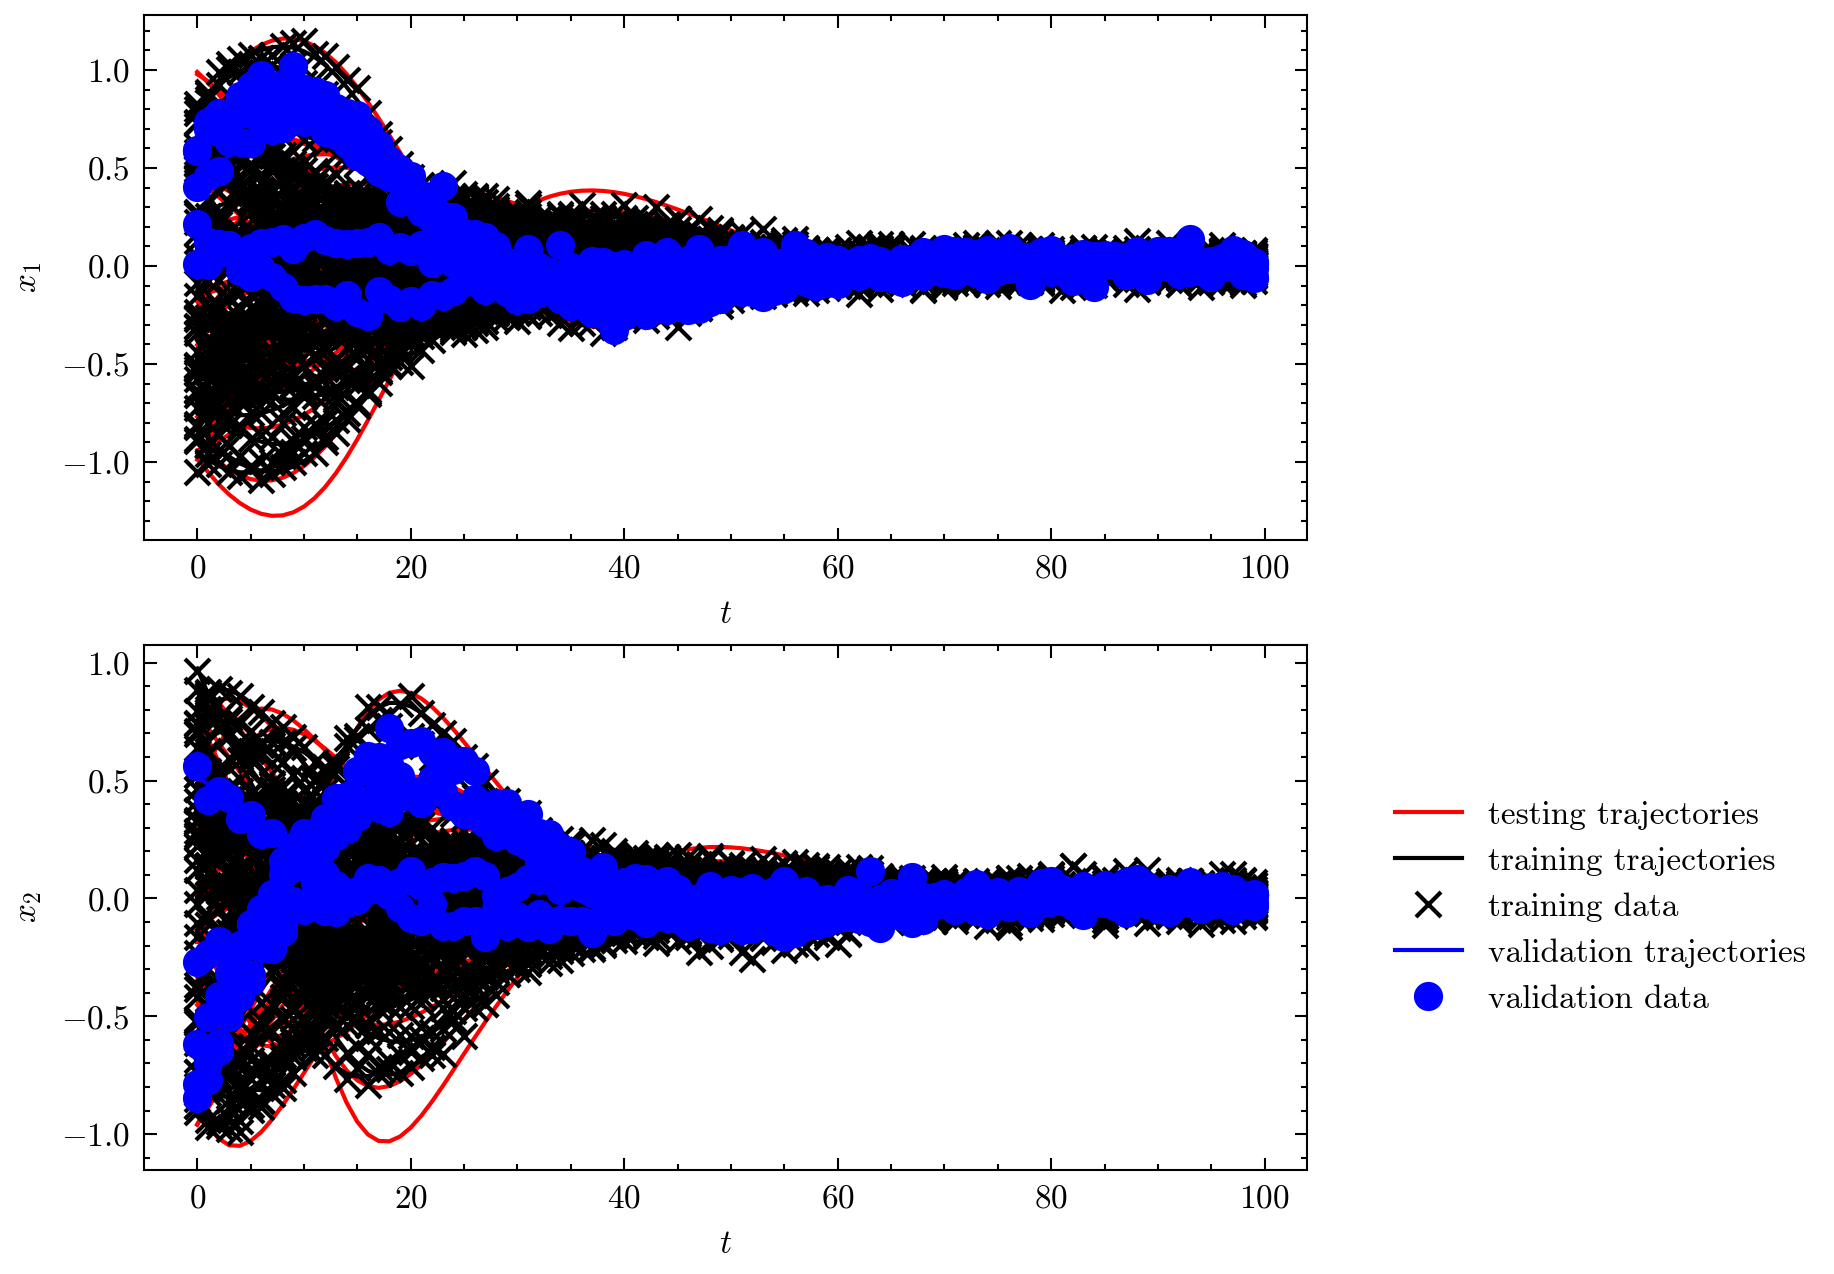 1.0
0.5
0.0
−0.5
−1.0
x₁
0 20 40 60 80 100
t
1.0
0.5
0.0
−0.5
−1.0
x₂
0 20 40 60 80 100
t
testing trajectories
training trajectories
training data
validation trajectories
validation data